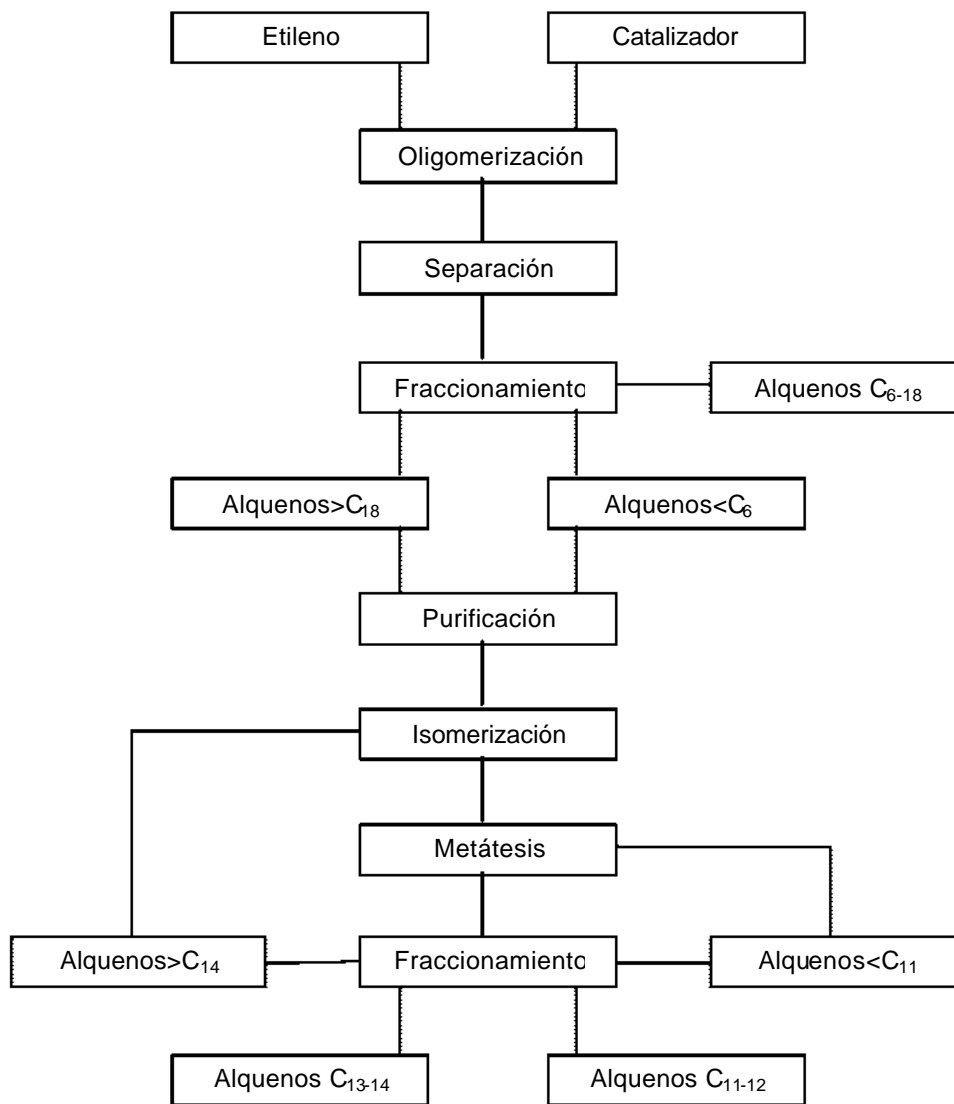 Etileno
Catalizador
Oligomerización
Separación
Fraccionamiento
Alquenos C6-18
Alquenos>C18
Alquenos<C6
Purificación
Isomerización
Metátesis
Alquenos>C14
Fraccionamiento
Alquenos<C11
Alquenos C13-14
Alquenos C11-12